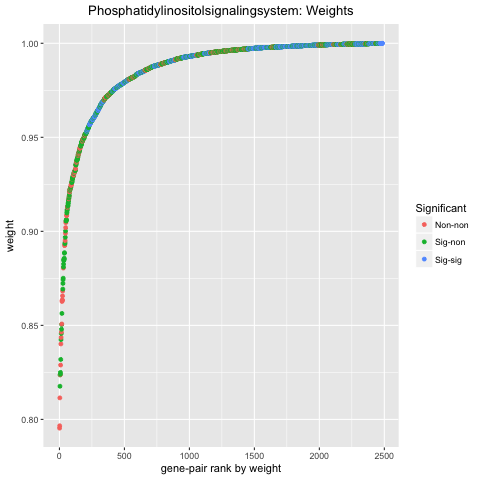 Phosphatidylinositolsignalingsystem: Weights
1.00
0.95
0.90
0.85
0.80
weight
0
500
1000
1500
2000
2500
gene-pair rank by weight
Significant
Non-non
Sig-non
Sig-sig